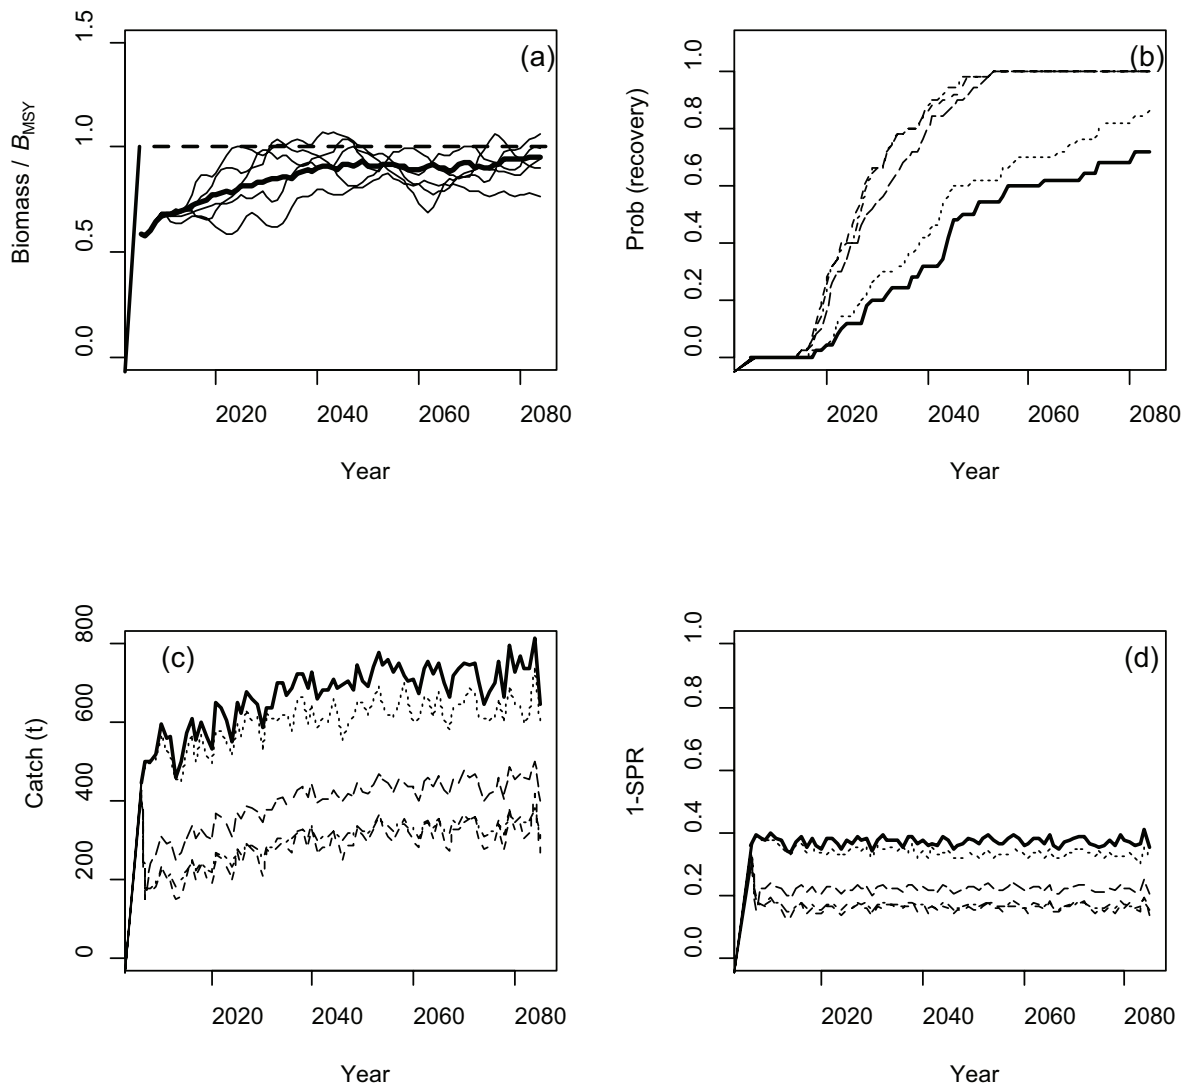 (a)
Biomass / BMSY
0.0 0.5 1.0 1.5
2020 2040 2060 2080
Year
(b)
Prob (recovery)
0.0 0.2 0.4 0.6 0.8 1.0
2020 2040 2060 2080
Year
(c)
Catch (t)
0 200 400 600 800
2020 2040 2060 2080
Year
(d)
1-SPR
0.0 0.2 0.4 0.6 0.8 1.0
2020 2040 2060 2080
Year